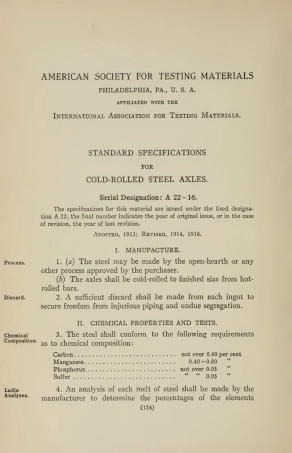 AMERICAN SOCIETY FOR TESTING MATERIALS
PHILADELPHIA, PA., U. S. A.
AFFILIATED WITH THE
INTERNATIONAL ASSOCIATION FOR TESTING MATERIALS.
STANDARD SPECIFICATIONS
FOR
COLD-ROLLED STEEL AXLES.
Serial Designation: A 22 – 16.
The specifications for this material are issued under the fixed designa-
tion A 22; the final number indicates the year of original issue, or in the case
of revision, the year of last revision.
ADOPTED, 1913; REVISED, 1914, 1916.
I. MANUFACTURE.
Process. 1. (a) The steel may be made by the open-hearth or any
other process approved by the purchaser.
(b) The axles shall be cold-rolled to finished size from hot-
rolled bars.
Discard. 2. A sufficient discard shall be made from each ingot to
secure freedom from injurious piping and undue segregation.
II. CHEMICAL PROPERTIES AND TESTS.
Chemical 3. The steel shall conform to the following requirements
Composition. as to chemical composition:
Carbon.............................. not over 0.40 per cent
Manganese.......................... 0.40–0.80 "
Phosphorus......................... not over 0.05 "
Sulfur .............................. " " 0.05 "
Ladle 4. An analysis of each melt of steel shall be made by the
Analyses. manufacturer to determine the percentages of the elements
(176)